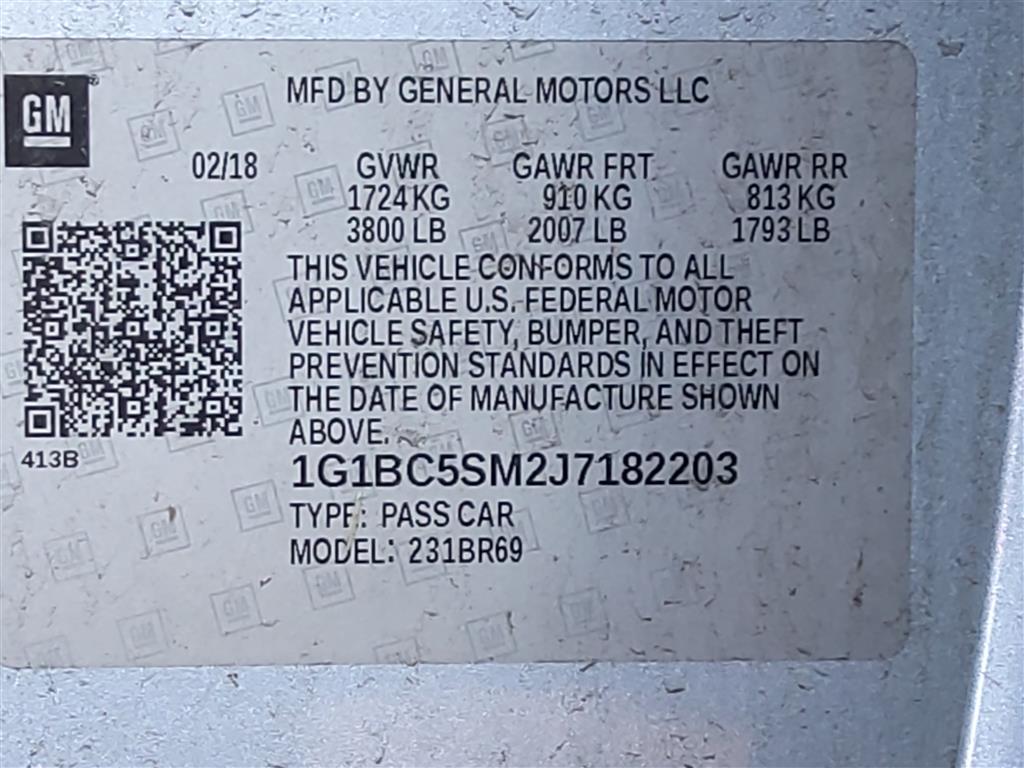 GM
MFD BY GENERAL MOTORS LLC
02/18 GVWR GAWR FRT GAWR RR
1724 KG 910 KG 813 KG
3800 LB 2007 LB 1793 LB
THIS VEHICLE CONFORMS TO ALL
APPLICABLE U.S. FEDERAL MOTOR
VEHICLE SAFETY, BUMPER, AND THEFT
PREVENTION STANDARDS IN EFFECT ON
THE DATE OF MANUFACTURE SHOWN
ABOVE.
413B
1G1BC5SM2J7182203
TYPE: PASS CAR
MODEL: 231BR69